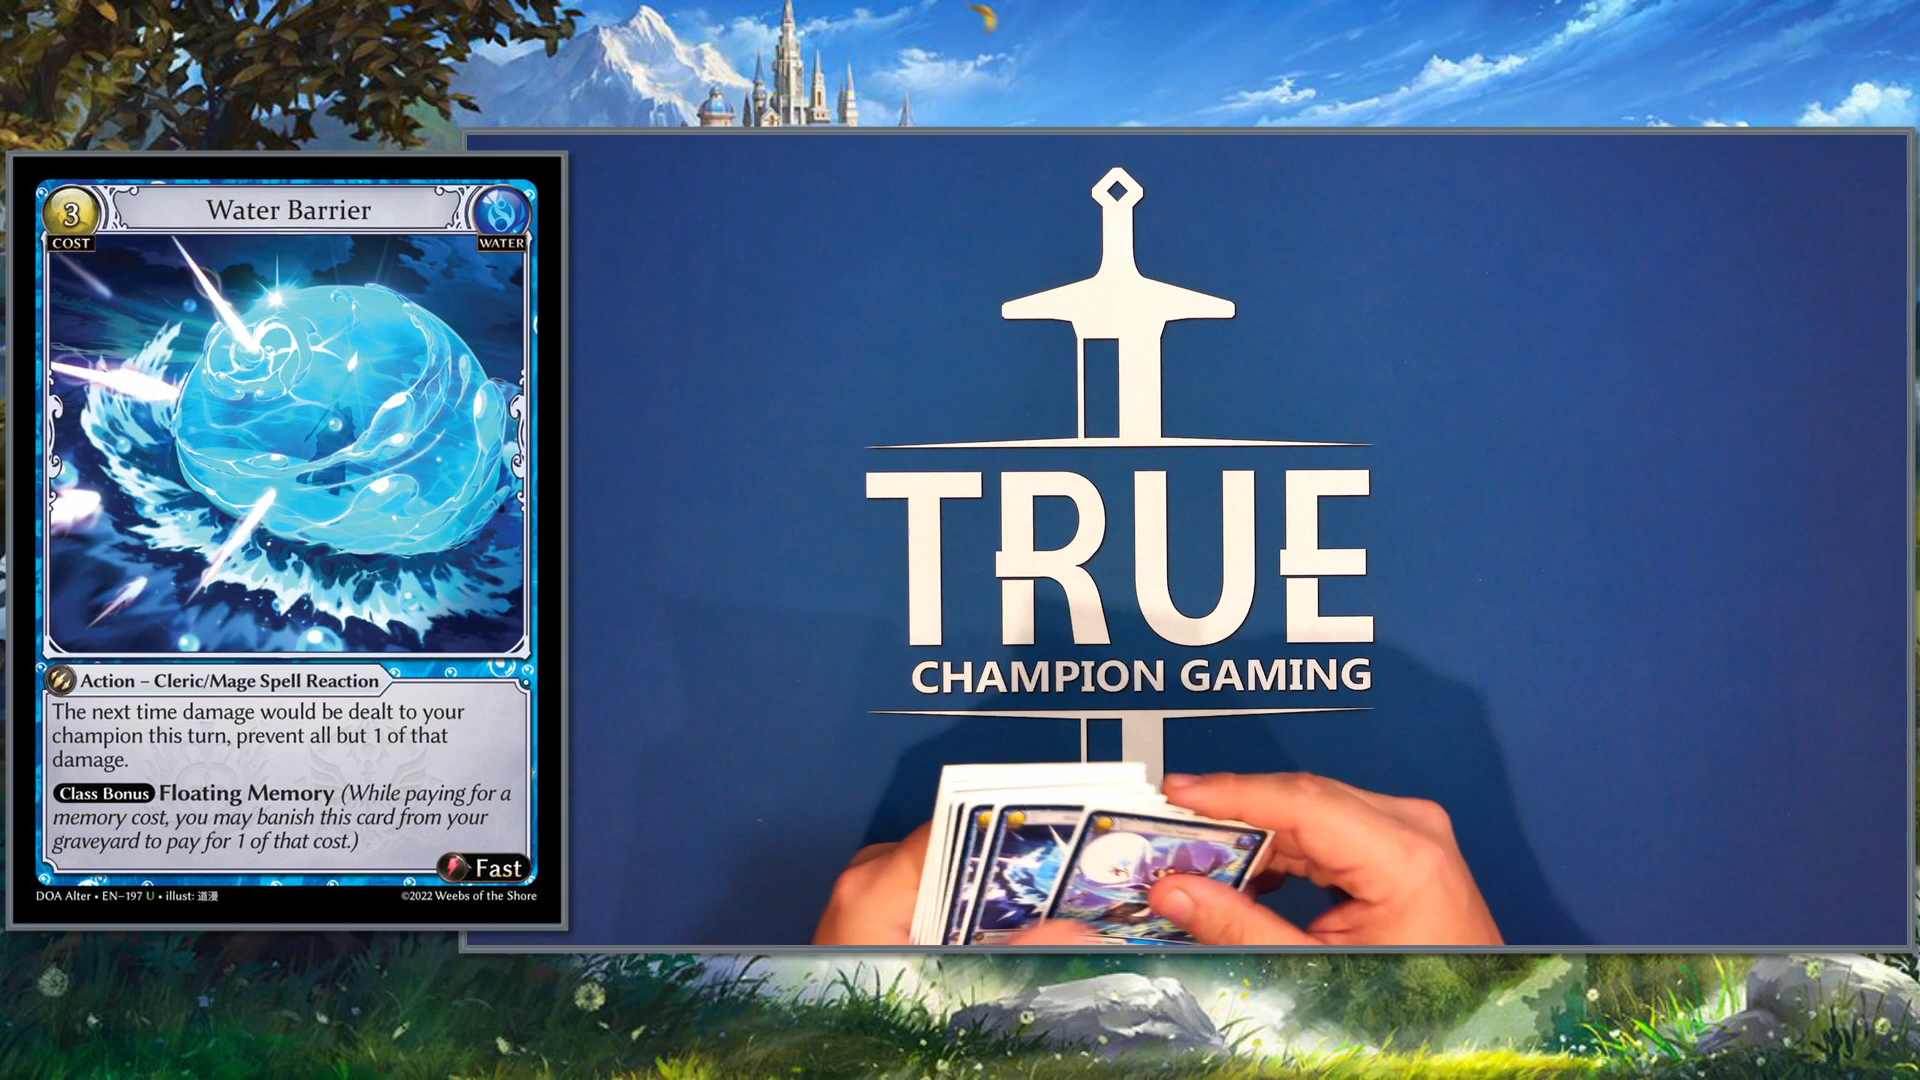 3
COST
Water Barrier
WATER
Action – Cleric/Mage Spell Reaction
The next time damage would be dealt to your
champion this turn, prevent all but 1 of that
damage.
Class Bonus Floating Memory (While paying for a
memory cost, you may banish this card from your
graveyard to pay for 1 of that cost.)
Fast
DOA Alter • EN–197 U • illust: 道漫
©2022 Weebs of the Shore
TRUE
CHAMPION GAMING